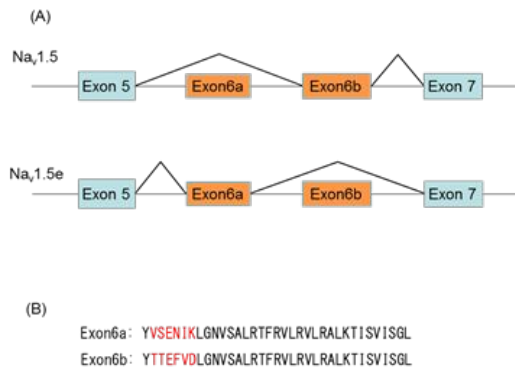 (A)
Nav1.5
Exon 5 Exon6a Exon6b Exon 7
Nav1.5e
Exon 5 Exon6a Exon6b Exon 7
(B)
Exon6a: YVSENIKLGNVSALRTFRVLRVLRALKTISVISGL
Exon6b: YTTEFVDLGNVSALRTFRVLRVLRALKTISVISGL